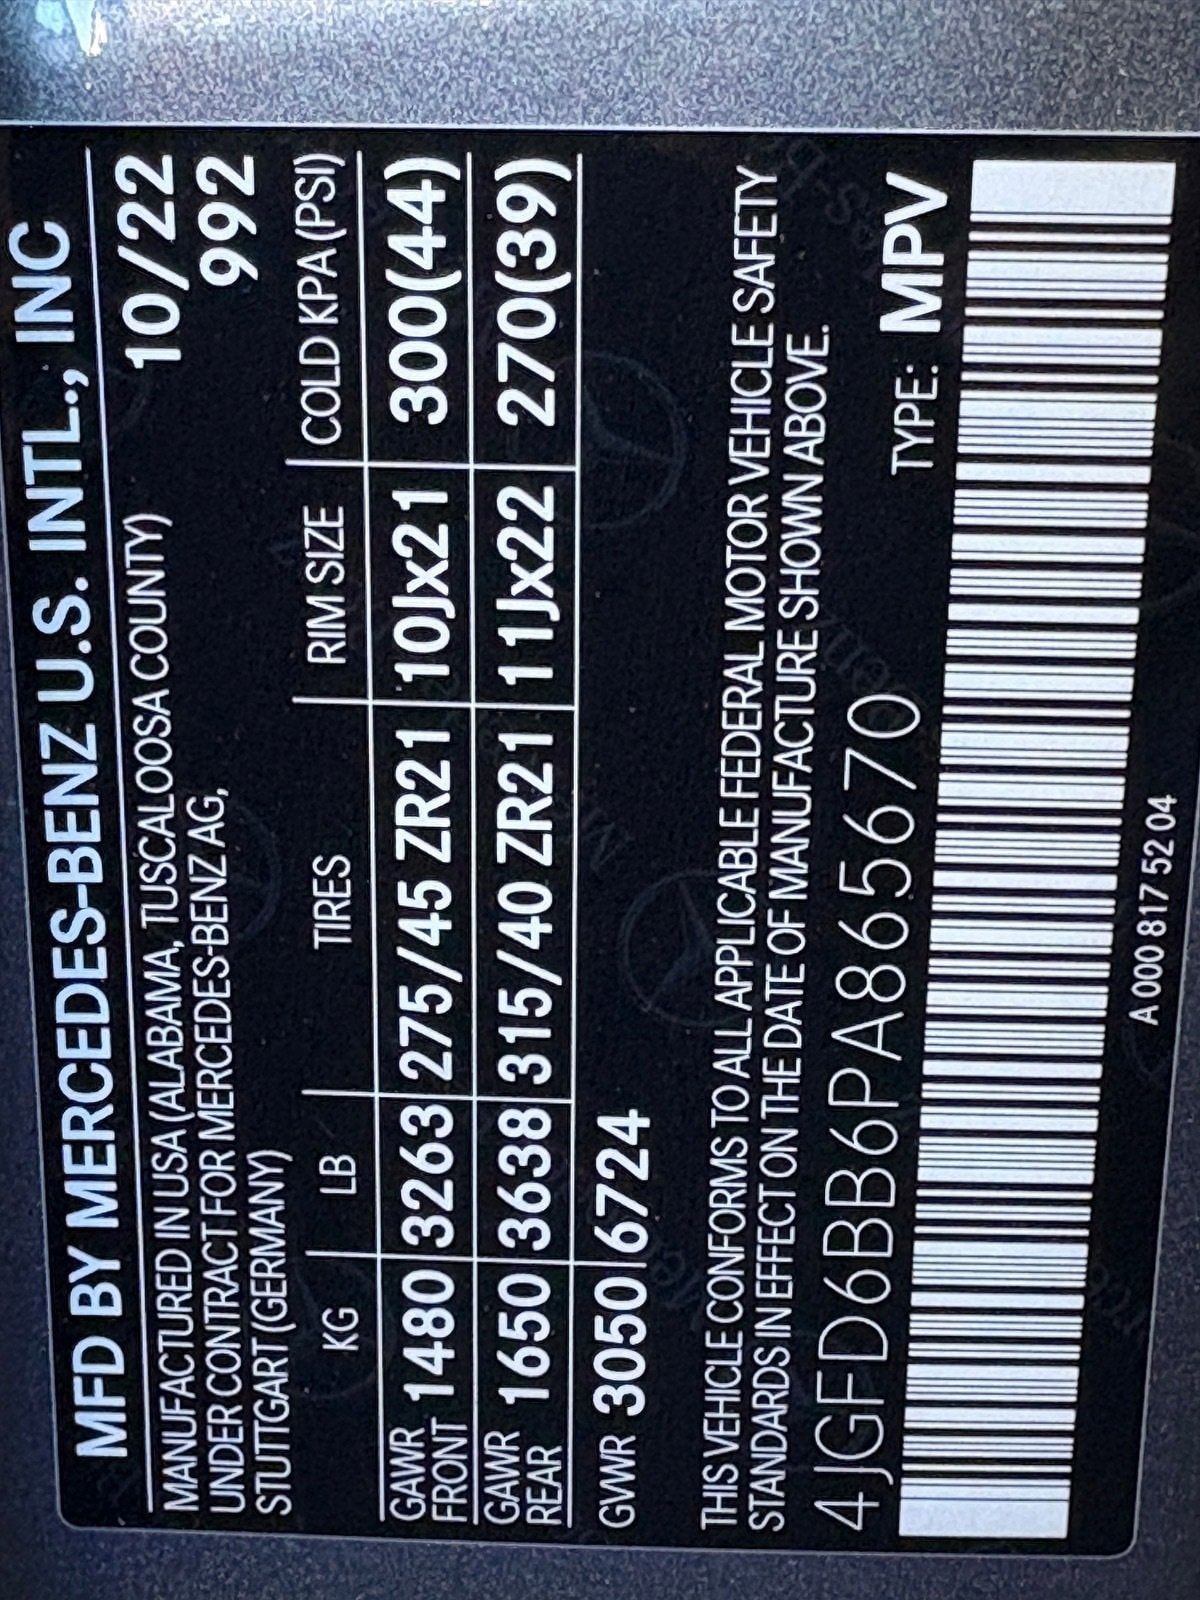 MFD BY MERCEDES-BENZ U.S. INTL., INC
MANUFACTURED IN USA (ALABAMA, TUSCALOOSA COUNTY) 10/22
UNDER CONTRACT FOR MERCEDES-BENZ AG, 992
STUTTGART (GERMANY)
KG LB TIRES RIM SIZE COLD KPA (PSI)
GAWR FRONT 1480 3263 275/45 ZR21 10Jx21 300(44)
GAWR REAR 1650 3638 315/40 ZR21 11Jx22 270(39)
GVWR 3050 6724
THIS VEHICLE CONFORMS TO ALL APPLICABLE FEDERAL MOTOR VEHICLE SAFETY
STANDARDS IN EFFECT ON THE DATE OF MANUFACTURE SHOWN ABOVE.
4JGFD6BB6PA865670 TYPE: MPV
A 000 817 52 04